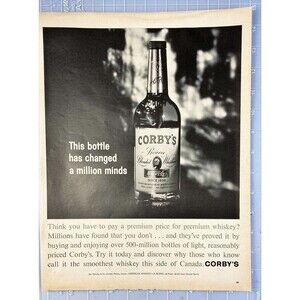 This bottle
has changed
a million minds
CORBY'S
Reserve
Blended Whiskey
Think you have to pay a premium price for premium whiskey?
Millions have found that you don't . . . and they've proved it by
buying and enjoying over 500-million bottles of light, reasonably
priced Corby's. Try it today and discover why those who know
call it the smoothest whiskey this side of Canada. CORBY'S